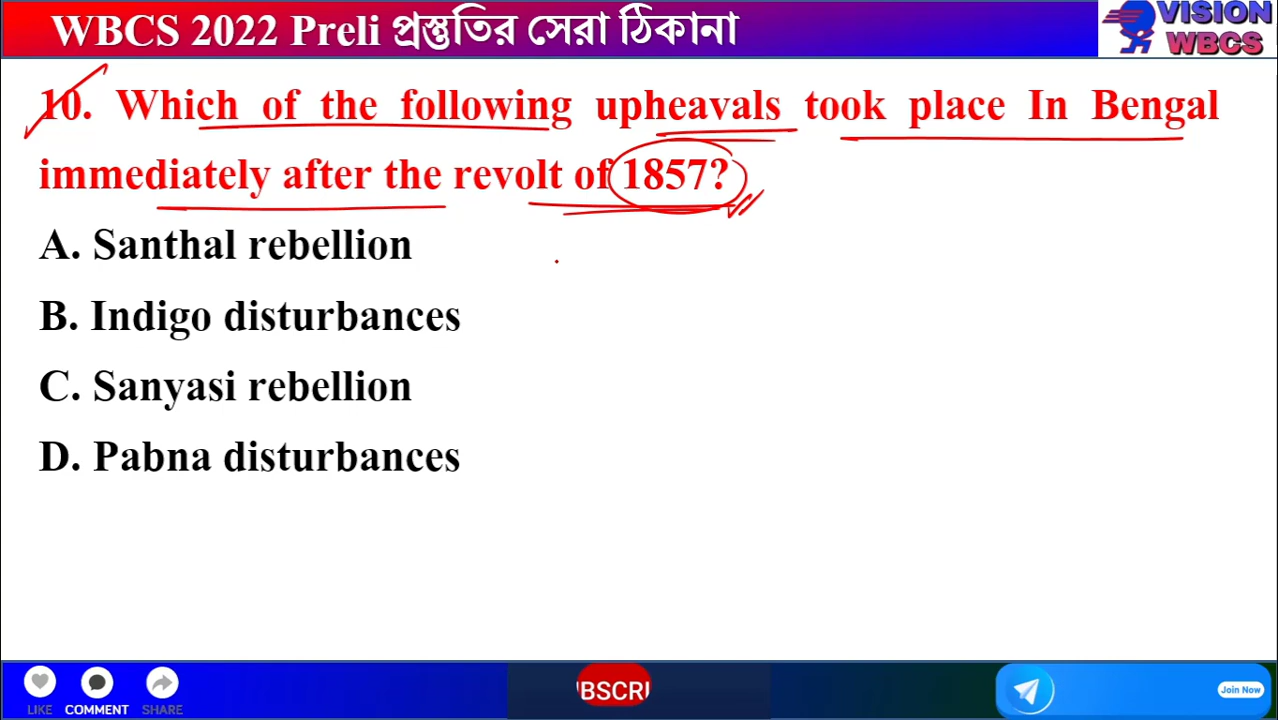 WBCS 2022 Preli প্রস্তুতির সেরা ঠিকানা
VISION
WBCS
10. Which of the following upheavals took place In Bengal
immediately after the revolt of 1857?
A. Santhal rebellion
B. Indigo disturbances
C. Sanyasi rebellion
D. Pabna disturbances
LIKE COMMENT SHARE
BSCRI
Join Now